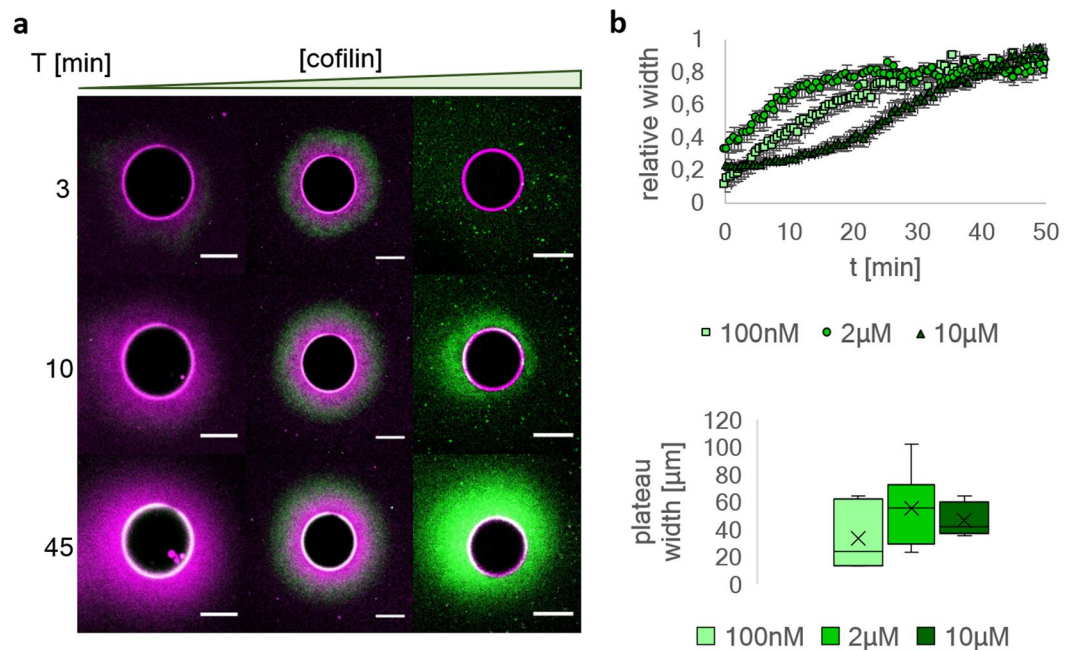 a
T [min]
[cofilin]
3
10
45
b
relative width
1
0,8
0,6
0,4
0,2
0
0 10 20 30 40 50
t [min]
100nM 2µM 10µM
plateau
width [µm]
120
100
80
60
40
20
0
100nM 2µM 10µM